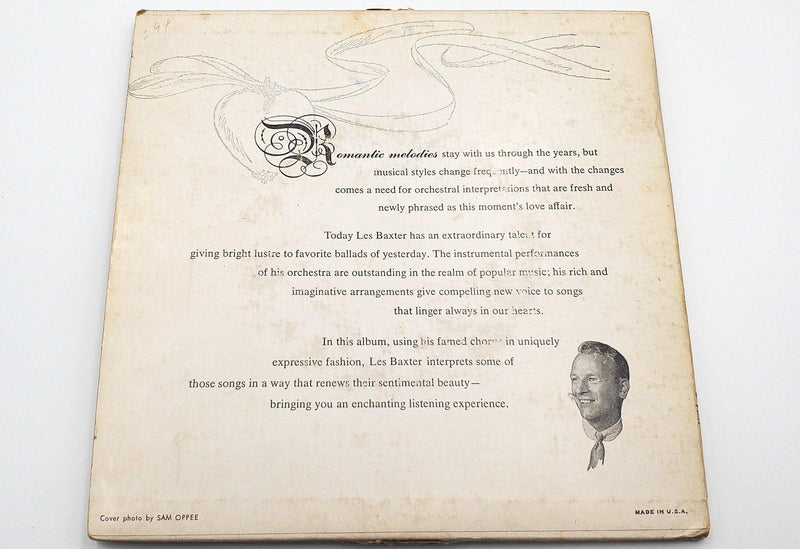 Romantic melodies stay with us through the years, but
musical styles change frequently—and with the changes
comes a need for orchestral interpretations that are fresh and
newly phrased as this moment's love affair.
Today Les Baxter has an extraordinary talent for
giving bright lustre to favorite ballads of yesterday. The instrumental performances
of his orchestra are outstanding in the realm of popular music; his rich and
imaginative arrangements give compelling new voice to songs
that linger always in our hearts.
In this album, using his famed chorus in uniquely
expressive fashion, Les Baxter interprets some of
those songs in a way that renews their sentimental beauty—
bringing you an enchanting listening experience.
Cover photo by SAM OPPEE
MADE IN U.S.A.